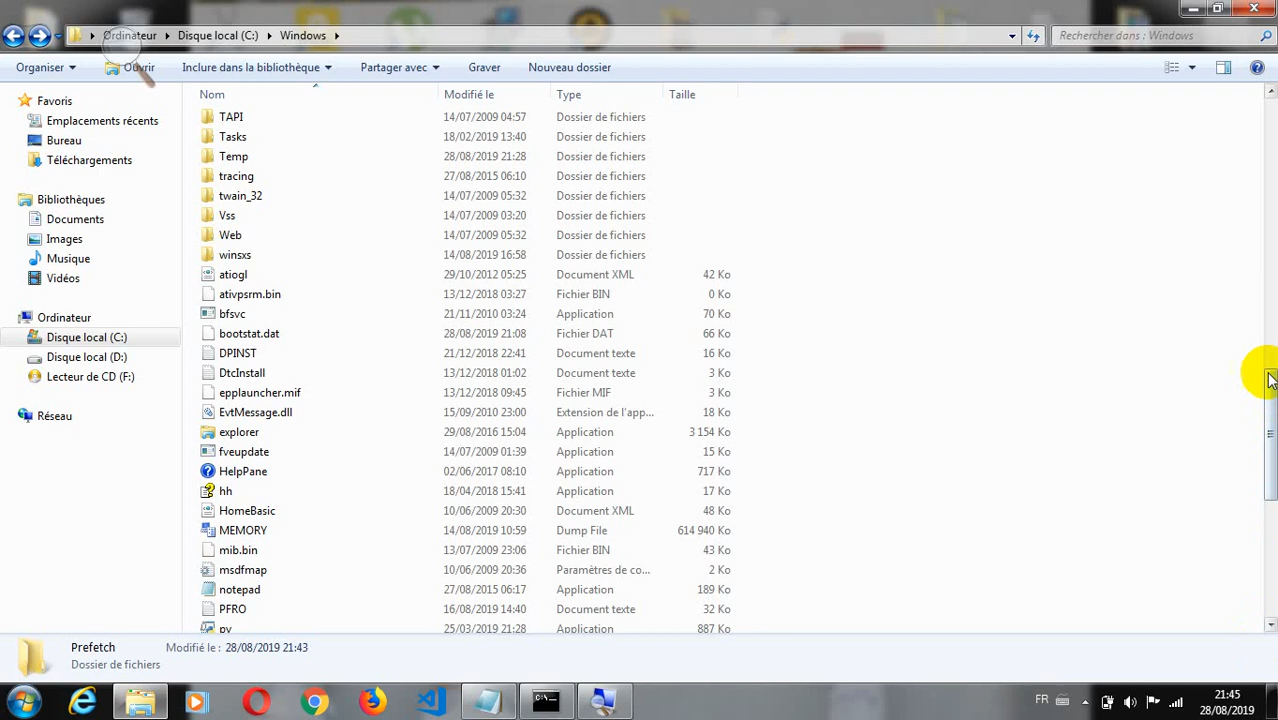 Ordinateur Disque local (C:) Windows Rechercher dans : Windows
Organiser Ouvrir Inclure dans la bibliothèque Partager avec Graver Nouveau dossier
Favoris
Emplacements récents
Bureau
Téléchargements
Bibliothèques
Documents
Images
Musique
Vidéos
Ordinateur
Disque local (C:)
Disque local (D:)
Lecteur de CD (F:)
Réseau
Nom Modifié le Type Taille
TAPI 14/07/2009 04:57 Dossier de fichiers
Tasks 18/02/2019 13:40 Dossier de fichiers
Temp 28/08/2019 21:28 Dossier de fichiers
tracing 27/08/2015 06:10 Dossier de fichiers
twain_32 14/07/2009 05:32 Dossier de fichiers
Vss 14/07/2009 03:20 Dossier de fichiers
Web 14/07/2009 05:32 Dossier de fichiers
winsxs 14/08/2019 16:58 Dossier de fichiers
atiogl 29/10/2012 05:25 Document XML 42 Ko
ativpsrm.bin 13/12/2018 03:27 Fichier BIN 0 Ko
bfsvc 21/11/2010 03:24 Application 70 Ko
bootstat.dat 28/08/2019 21:08 Fichier DAT 66 Ko
DPINST 21/12/2018 22:41 Document texte 16 Ko
DtcInstall 13/12/2018 01:02 Document texte 3 Ko
epplauncher.mif 13/12/2018 09:45 Fichier MIF 3 Ko
EvtMessage.dll 15/09/2010 23:00 Extension de l'app... 18 Ko
explorer 29/08/2016 15:04 Application 3 154 Ko
fveupdate 14/07/2009 01:39 Application 15 Ko
HelpPane 02/06/2017 08:10 Application 717 Ko
hh 18/04/2018 15:41 Application 17 Ko
HomeBasic 10/06/2009 20:30 Document XML 48 Ko
MEMORY 14/08/2019 10:59 Dump File 614 940 Ko
mib.bin 13/07/2009 23:06 Fichier BIN 43 Ko
msdfmap 10/06/2009 20:36 Paramètres de co... 2 Ko
notepad 27/08/2015 06:17 Application 189 Ko
PFRO 16/08/2019 14:40 Document texte 32 Ko
py 25/03/2019 21:28 Application 887 Ko
Prefetch Modifié le : 28/08/2019 21:43
Dossier de fichiers
FR 21:45
28/08/2019